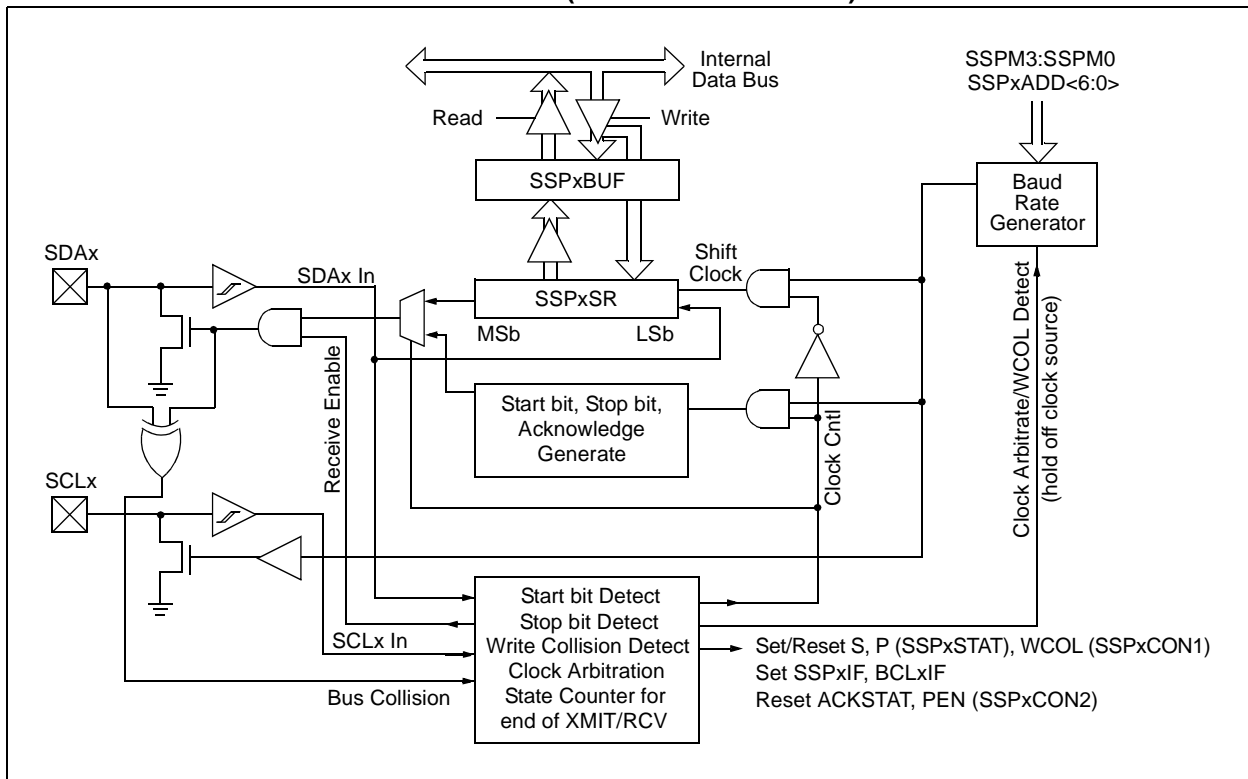 Internal
Data Bus
SSPM3:SSPM0
SSPxADD<6:0>
Read
Write
SSPxBUF
Baud
Rate
Generator
SDAx
SDAx In
Shift
Clock
SSPxSR
MSb
LSb
Start bit, Stop bit,
Acknowledge
Generate
Receive Enable
Clock Cntl
Clock Arbitrate/WCOL Detect
(hold off clock source)
SCLx
Start bit Detect
Stop bit Detect
Write Collision Detect
Clock Arbitration
State Counter for
end of XMIT/RCV
SCLx In
Bus Collision
Set/Reset S, P (SSPxSTAT), WCOL (SSPxCON1)
Set SSPxIF, BCLxIF
Reset ACKSTAT, PEN (SSPxCON2)